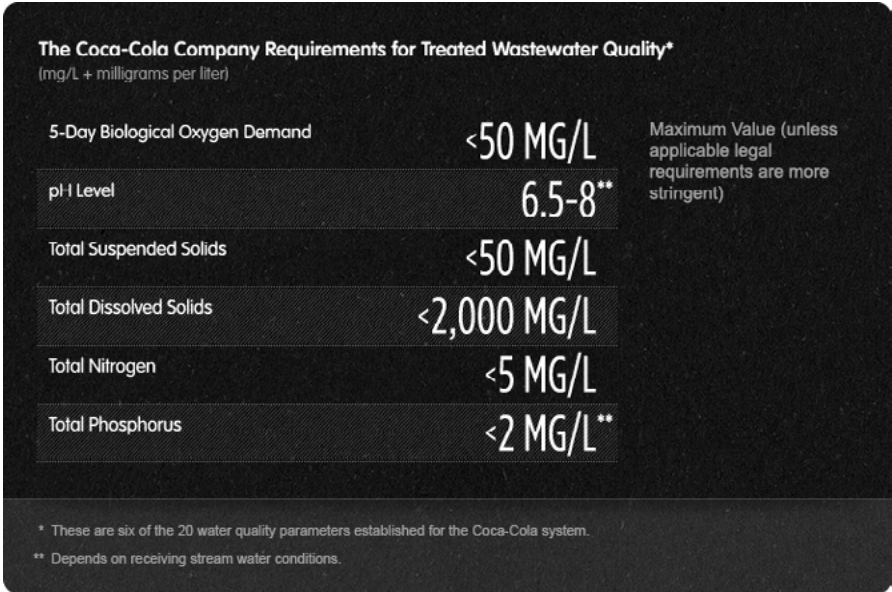 The Coca-Cola Company Requirements for Treated Wastewater Quality*
(mg/L + milligrams per liter)
5-Day Biological Oxygen Demand <50 MG/L
pH Level 6.5-8**
Total Suspended Solids <50 MG/L
Total Dissolved Solids <2,000 MG/L
Total Nitrogen <5 MG/L
Total Phosphorus <2 MG/L**
Maximum Value (unless
applicable legal
requirements are more
stringent)
* These are six of the 20 water quality parameters established for the Coca-Cola system.
** Depends on receiving stream water conditions.